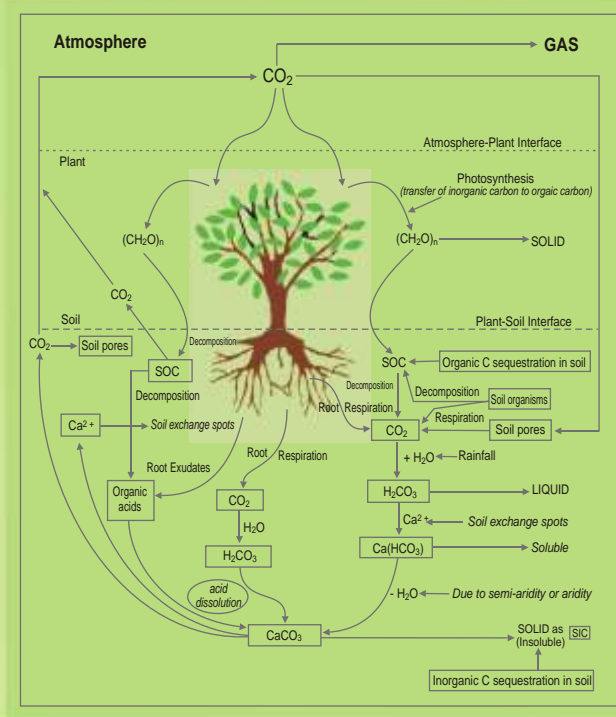 Atmosphere
GAS
CO2
Atmosphere-Plant Interface
Plant
Photosynthesis
(transfer of inorganic carbon to orgaic carbon)
(CH2O)n
(CH2O)n
SOLID
CO2
Soil
Plant-Soil Interface
CO2
Soil pores
Decomposition
SOC
SOC
Organic C sequestration in soil
Decomposition
Decomposition
Decomposition
Soil organisms
Root Respiration
Respiration
Ca2+
Soil exchange spots
CO2
Soil pores
Root Respiration
+ H2O
Rainfall
Root Exudates
Organic
acids
CO2
H2CO3
LIQUID
H2O
Ca2+
Soil exchange spots
H2CO3
Ca(HCO3)
Soluble
acid
dissolution
- H2O
Due to semi-aridity or aridity
CaCO3
SOLID as SIC
(Insoluble)
Inorganic C sequestration in soil